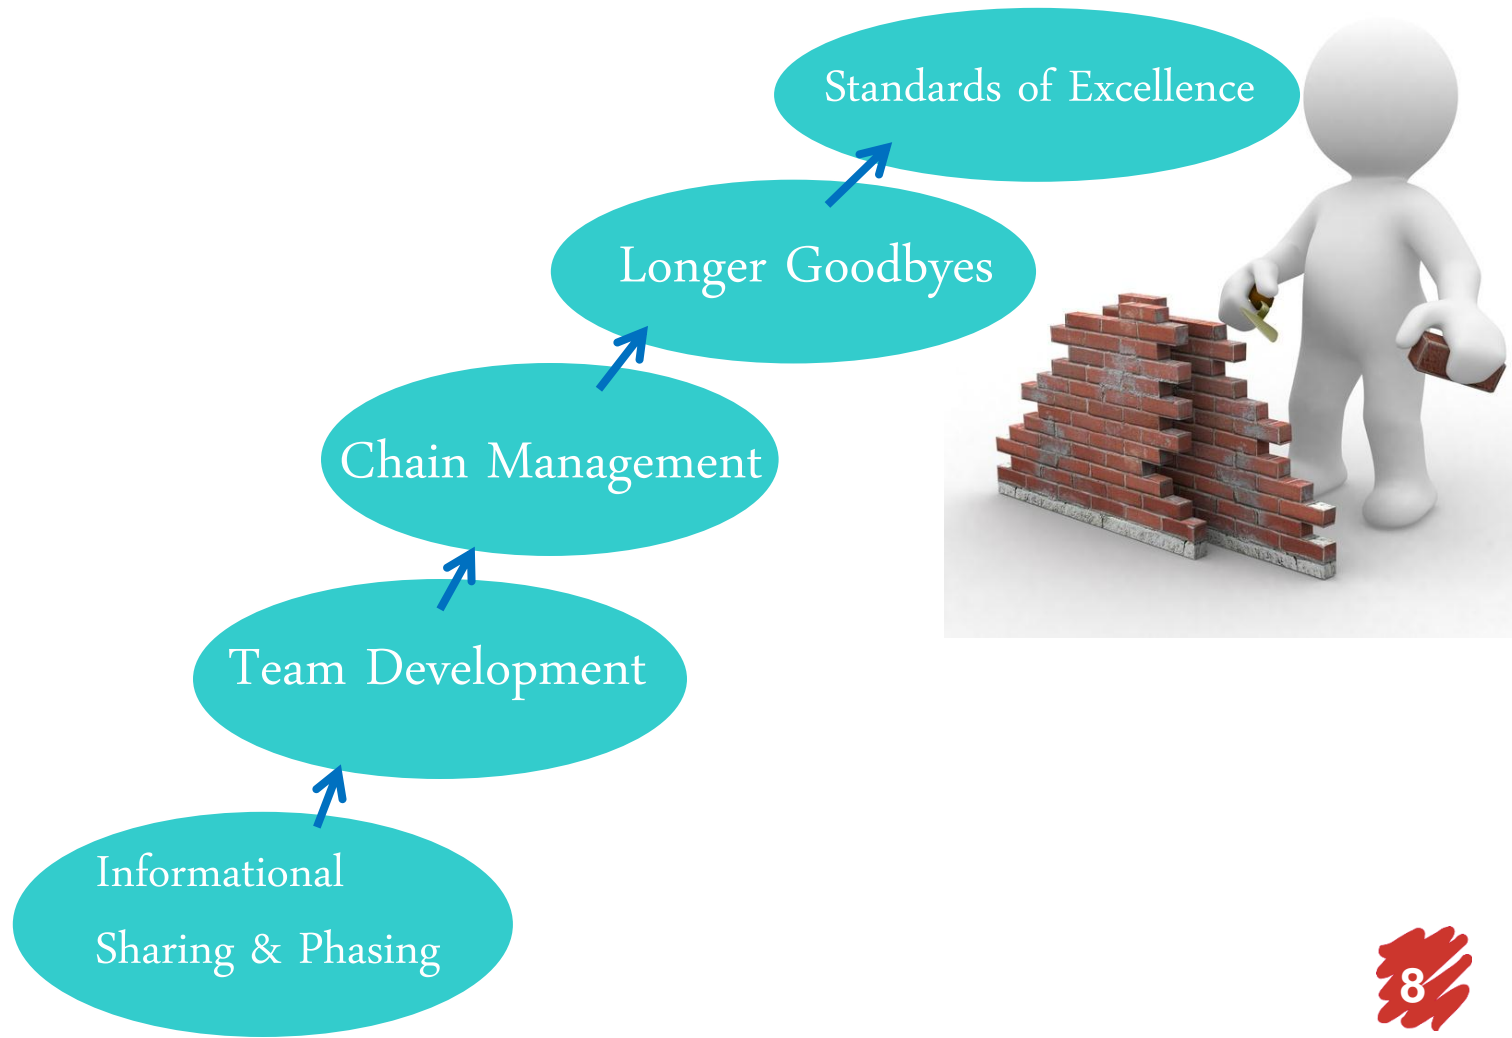 Standards of Excellence
Longer Goodbyes
Chain Management
Team Development
Informational
Sharing & Phasing
8